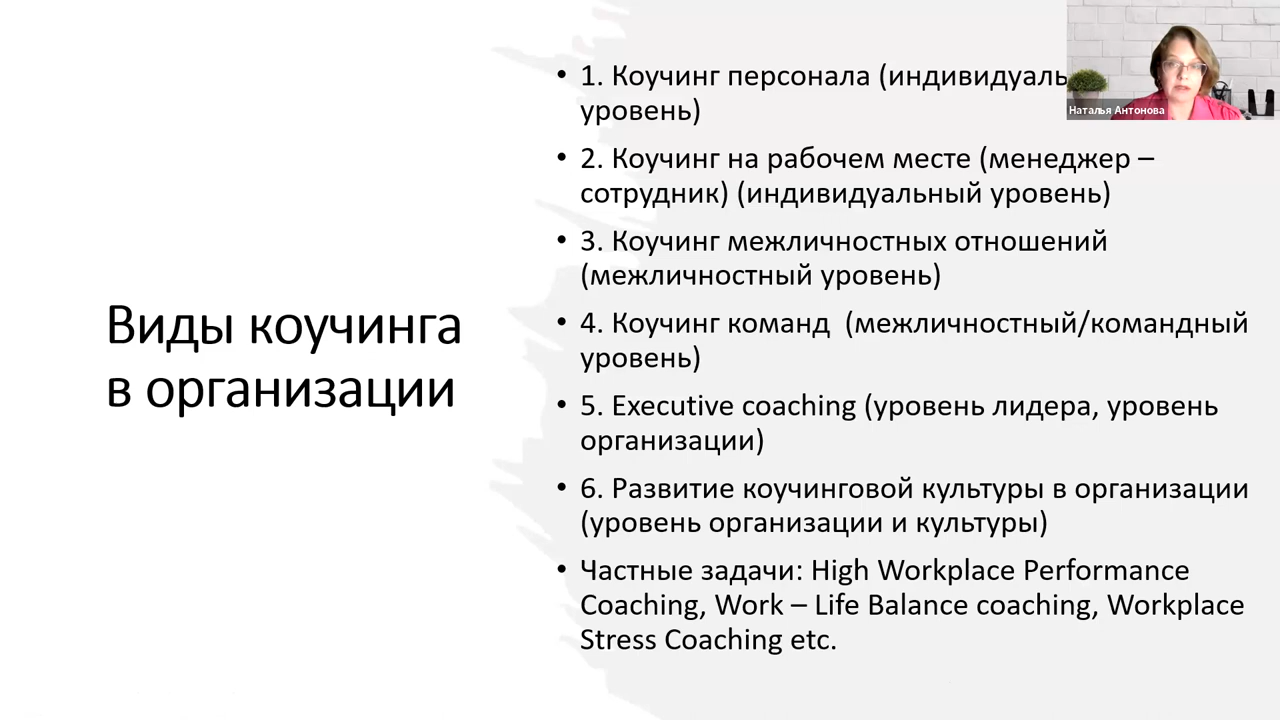 Виды коучинга
в организации
• 1. Коучинг персонала (индивидуаль
уровень)
• 2. Коучинг на рабочем месте (менеджер –
сотрудник) (индивидуальный уровень)
• 3. Коучинг межличностных отношений
(межличностный уровень)
• 4. Коучинг команд  (межличностный/командный
уровень)
• 5. Executive coaching (уровень лидера, уровень
организации)
• 6. Развитие коучинговой культуры в организации
(уровень организации и культуры)
• Частные задачи: High Workplace Performance
Coaching, Work – Life Balance coaching, Workplace
Stress Coaching etc.
Наталья Антонова